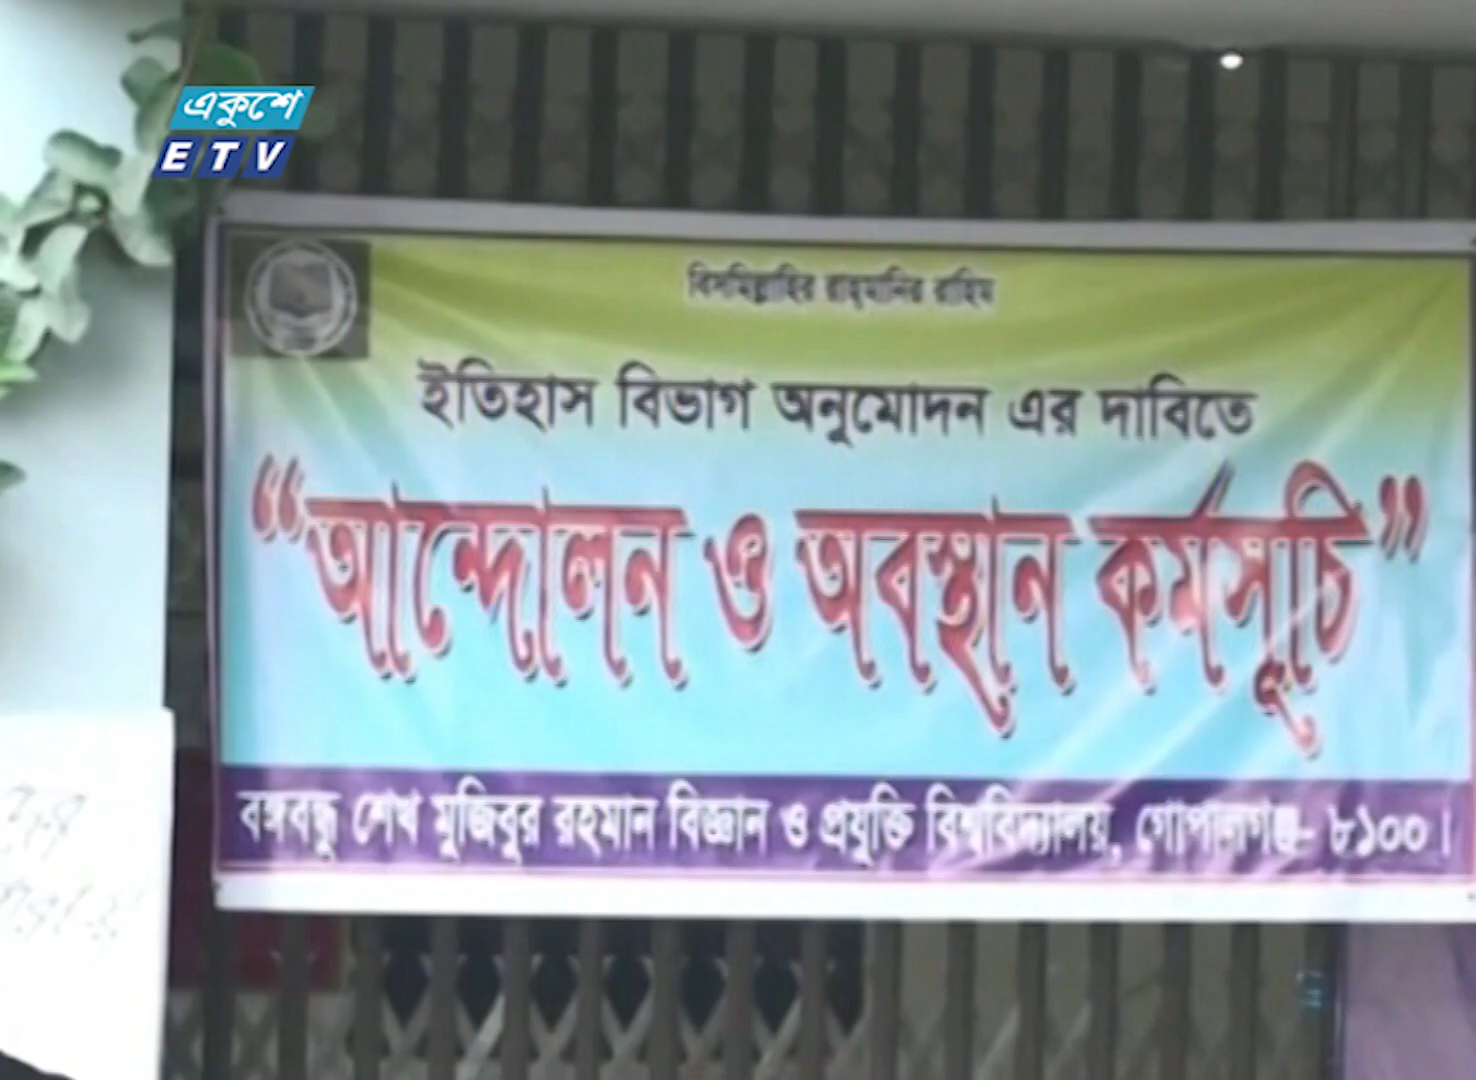 একুশে
ETV
বিসমিল্লাহির রাহমানির রাহিম
ইতিহাস বিভাগ অনুমোদন এর দাবিতে
“আন্দোলন ও অবস্থান কর্মসূচি”
বঙ্গবন্ধু শেখ মুজিবুর রহমান বিজ্ঞান ও প্রযুক্তি বিশ্ববিদ্যালয়, গোপালগঞ্জ- ৮১০০।